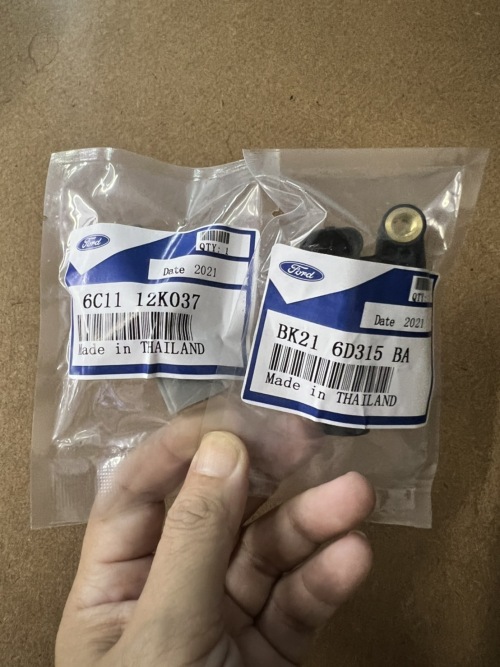 Ford
QTY: 1
Date 2021
6C11 12K037
Made in THAILAND
Ford
QTY:
Date 2021
BK21 6D315 BA
Made in THAILAND